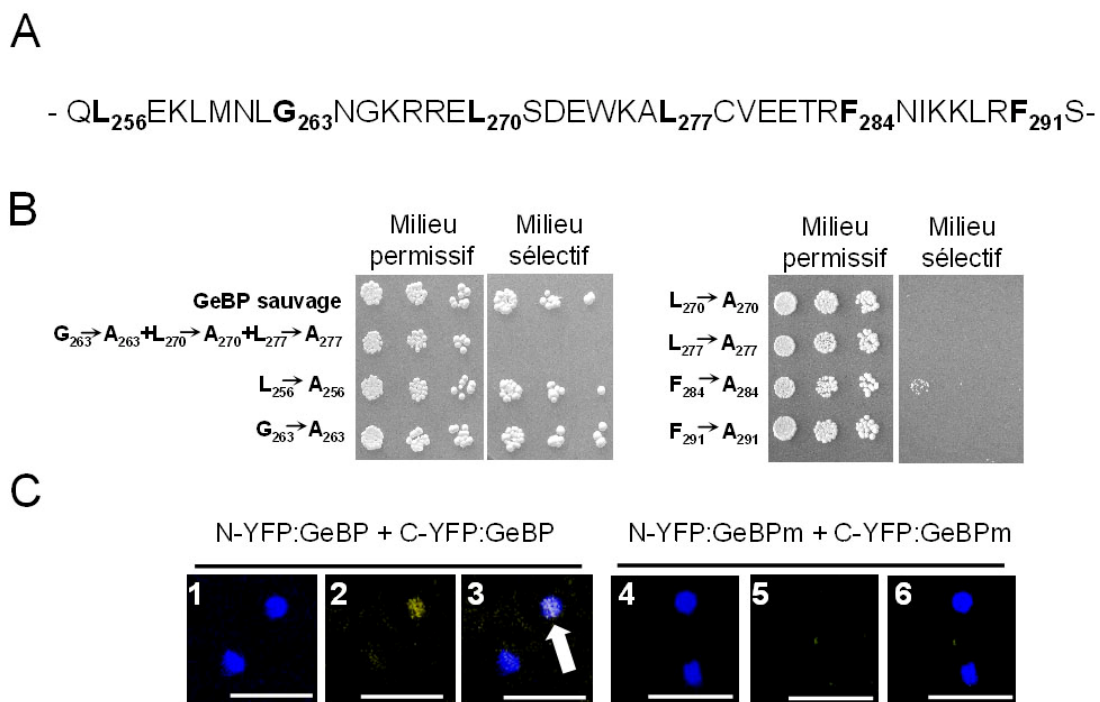 A
- QL256EKLMNLG263NGKRREL270SDEWKAL277CVEETRF284NIKKLRF291S-
B
Milieu permissif
Milieu sélectif
GeBP sauvage
G263→A263+L270→A270+L277→A277
L256→A256
G263→A263
Milieu permissif
Milieu sélectif
L270→A270
L277→A277
F284→A284
F291→A291
C
N-YFP:GeBP + C-YFP:GeBP
N-YFP:GeBPm + C-YFP:GeBPm
1 2 3 4 5 6